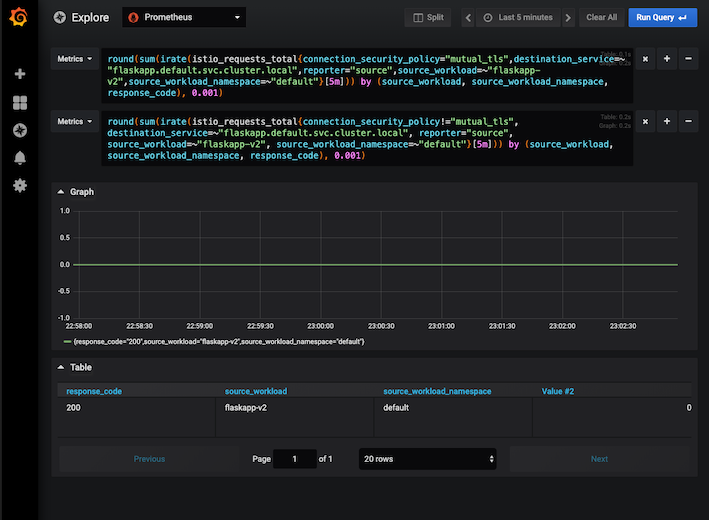 Explore
Prometheus
Split
Last 5 minutes
Clear All
Run Query
Metrics
round(sum(irate(istio_requests_total{connection_security_policy="mutual_tls",destination_service=~
"flaskapp.default.svc.cluster.local",reporter="source",source_workload=~"flaskapp-
v2",source_workload_namespace=~"default"}[5m])) by (source_workload, source_workload_namespace,
response_code), 0.001)
Table: 0.1s
Metrics
round(sum(irate(istio_requests_total{connection_security_policy!="mutual_tls",
destination_service=~"flaskapp.default.svc.cluster.local", reporter="source",
source_workload=~"flaskapp-v2", source_workload_namespace=~"default"}[5m])) by (source_workload,
source_workload_namespace, response_code), 0.001)
Table: 0.2s
Graph: 0.2s
Graph
1.0
0.5
0.0
-0.5
-1.0
22:58:00 22:58:30 22:59:00 22:59:30 23:00:00 23:00:30 23:01:00 23:01:30 23:02:00 23:02:30
{response_code="200",source_workload="flaskapp-v2",source_workload_namespace="default"}
Table
response_code source_workload source_workload_namespace Value #2
200 flaskapp-v2 default 0
Previous Page 1 of 1 20 rows Next